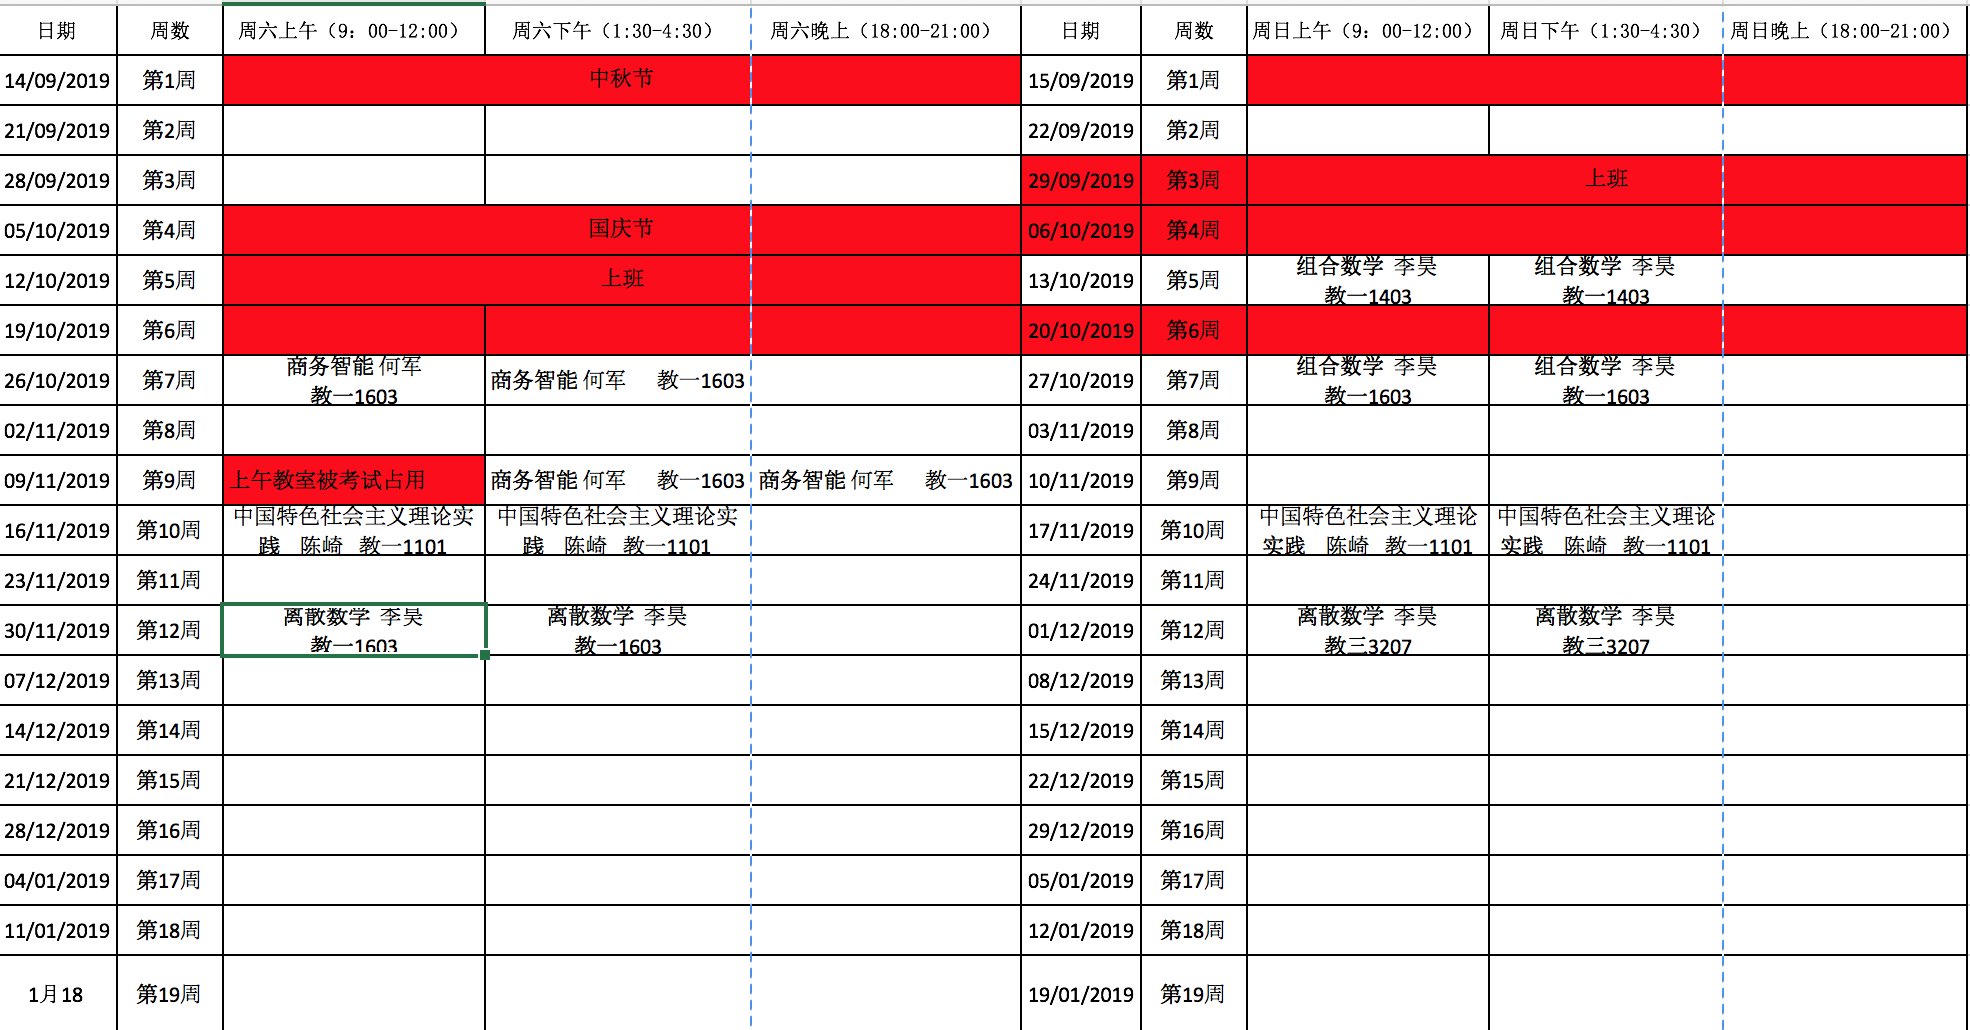 日期 周数 周六上午（9：00-12:00） 周六下午（1:30-4:30） 周六晚上（18:00-21:00） 日期 周数 周日上午（9：00-12:00） 周日下午（1:30-4:30） 周日晚上（18:00-21:00）
14/09/2019 第1周 中秋节 15/09/2019 第1周
21/09/2019 第2周 22/09/2019 第2周
28/09/2019 第3周 29/09/2019 第3周 上班
05/10/2019 第4周 国庆节 06/10/2019 第4周
12/10/2019 第5周 上班 13/10/2019 第5周 组合数学 李昊 组合数学 李昊
教一1403 教一1403
19/10/2019 第6周 20/10/2019 第6周
26/10/2019 第7周 商务智能 何军 商务智能 何军 教一1603 27/10/2019 第7周 组合数学 李昊 组合数学 李昊
教一1603 教一1603 教一1603
02/11/2019 第8周 03/11/2019 第8周
09/11/2019 第9周 上午教室被考试占用 商务智能 何军 教一1603 商务智能 何军 教一1603 10/11/2019 第9周
16/11/2019 第10周 中国特色社会主义理论实 中国特色社会主义理论实 17/11/2019 第10周 中国特色社会主义理论 中国特色社会主义理论
践 陈崎 教一1101 践 陈崎 教一1101 实践 陈崎 教一1101 实践 陈崎 教一1101
23/11/2019 第11周 24/11/2019 第11周
30/11/2019 第12周 离散数学 李昊 离散数学 李昊 01/12/2019 第12周 离散数学 李昊 离散数学 李昊
教一1603 教一1603 教三3207 教三3207
07/12/2019 第13周 08/12/2019 第13周
14/12/2019 第14周 15/12/2019 第14周
21/12/2019 第15周 22/12/2019 第15周
28/12/2019 第16周 29/12/2019 第16周
04/01/2019 第17周 05/01/2019 第17周
11/01/2019 第18周 12/01/2019 第18周
1月18 第19周 19/01/2019 第19周